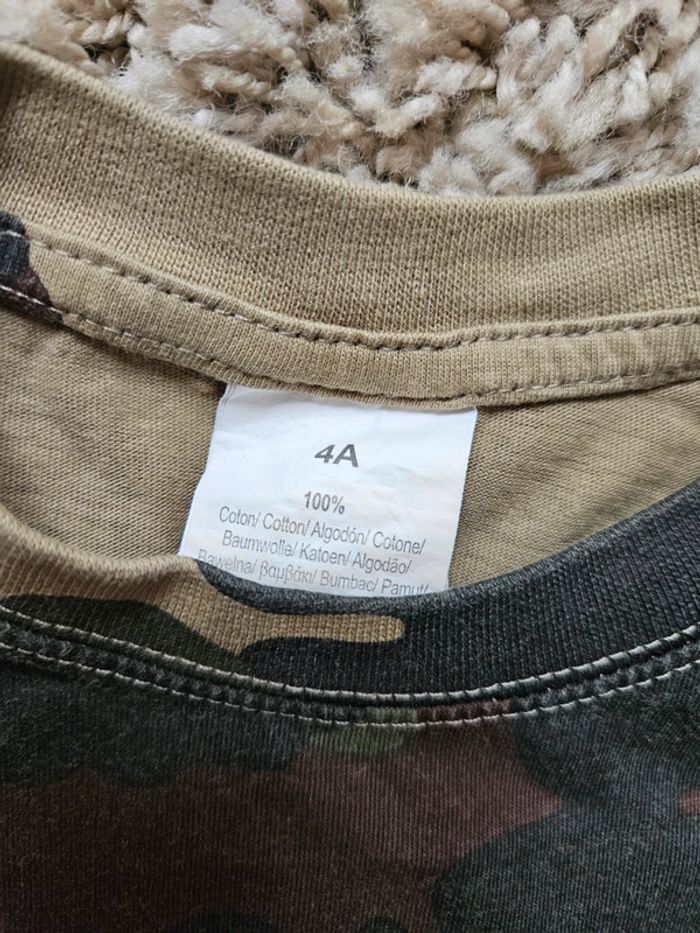 4A
100%
Coton/ Cotton/ Algodón/ Cotone/
Baumwolle/ Katoen/ Algodão/
Bawełna/ βαμβάκι/ Bumbac/ Pamut/